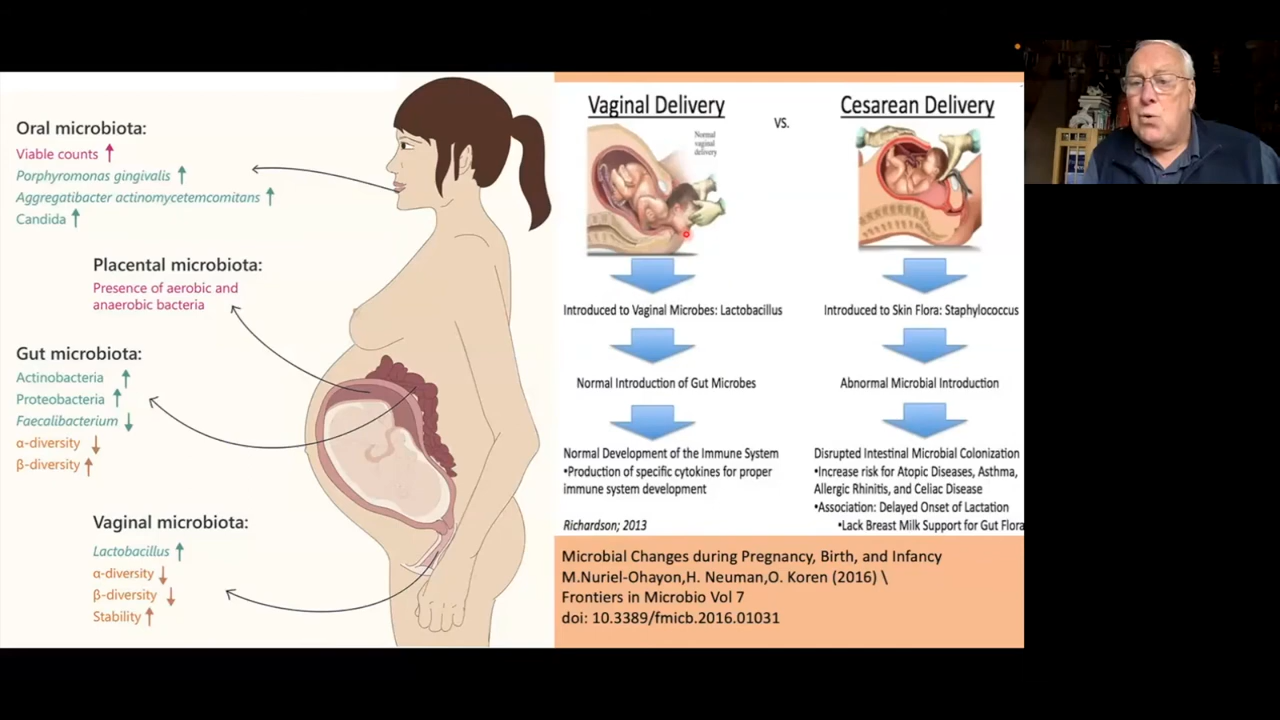 Oral microbiota:
Viable counts ↑
Porphyromonas gingivalis ↑
Aggregatibacter actinomycetemcomitans ↑
Candida ↑
Placental microbiota:
Presence of aerobic and
anaerobic bacteria
Gut microbiota:
Actinobacteria ↑
Proteobacteria ↑
Faecalibacterium ↓
α-diversity ↓
β-diversity ↑
Vaginal microbiota:
Lactobacillus ↑
α-diversity ↓
β-diversity ↓
Stability ↑
Vaginal Delivery
vs.
Cesarean Delivery
Normal
vaginal
delivery
Introduced to Vaginal Microbes: Lactobacillus
Normal Introduction of Gut Microbes
Normal Development of the Immune System
•Production of specific cytokines for proper
immune system development
Richardson; 2013
Introduced to Skin Flora: Staphylococcus
Abnormal Microbial Introduction
Disrupted Intestinal Microbial Colonization
•Increase risk for Atopic Diseases, Asthma,
Allergic Rhinitis, and Celiac Disease
•Association: Delayed Onset of Lactation
•Lack Breast Milk Support for Gut Flora
Microbial Changes during Pregnancy, Birth, and Infancy
M.Nuriel-Ohayon,H. Neuman,O. Koren (2016) \
Frontiers in Microbio Vol 7
doi: 10.3389/fmicb.2016.01031